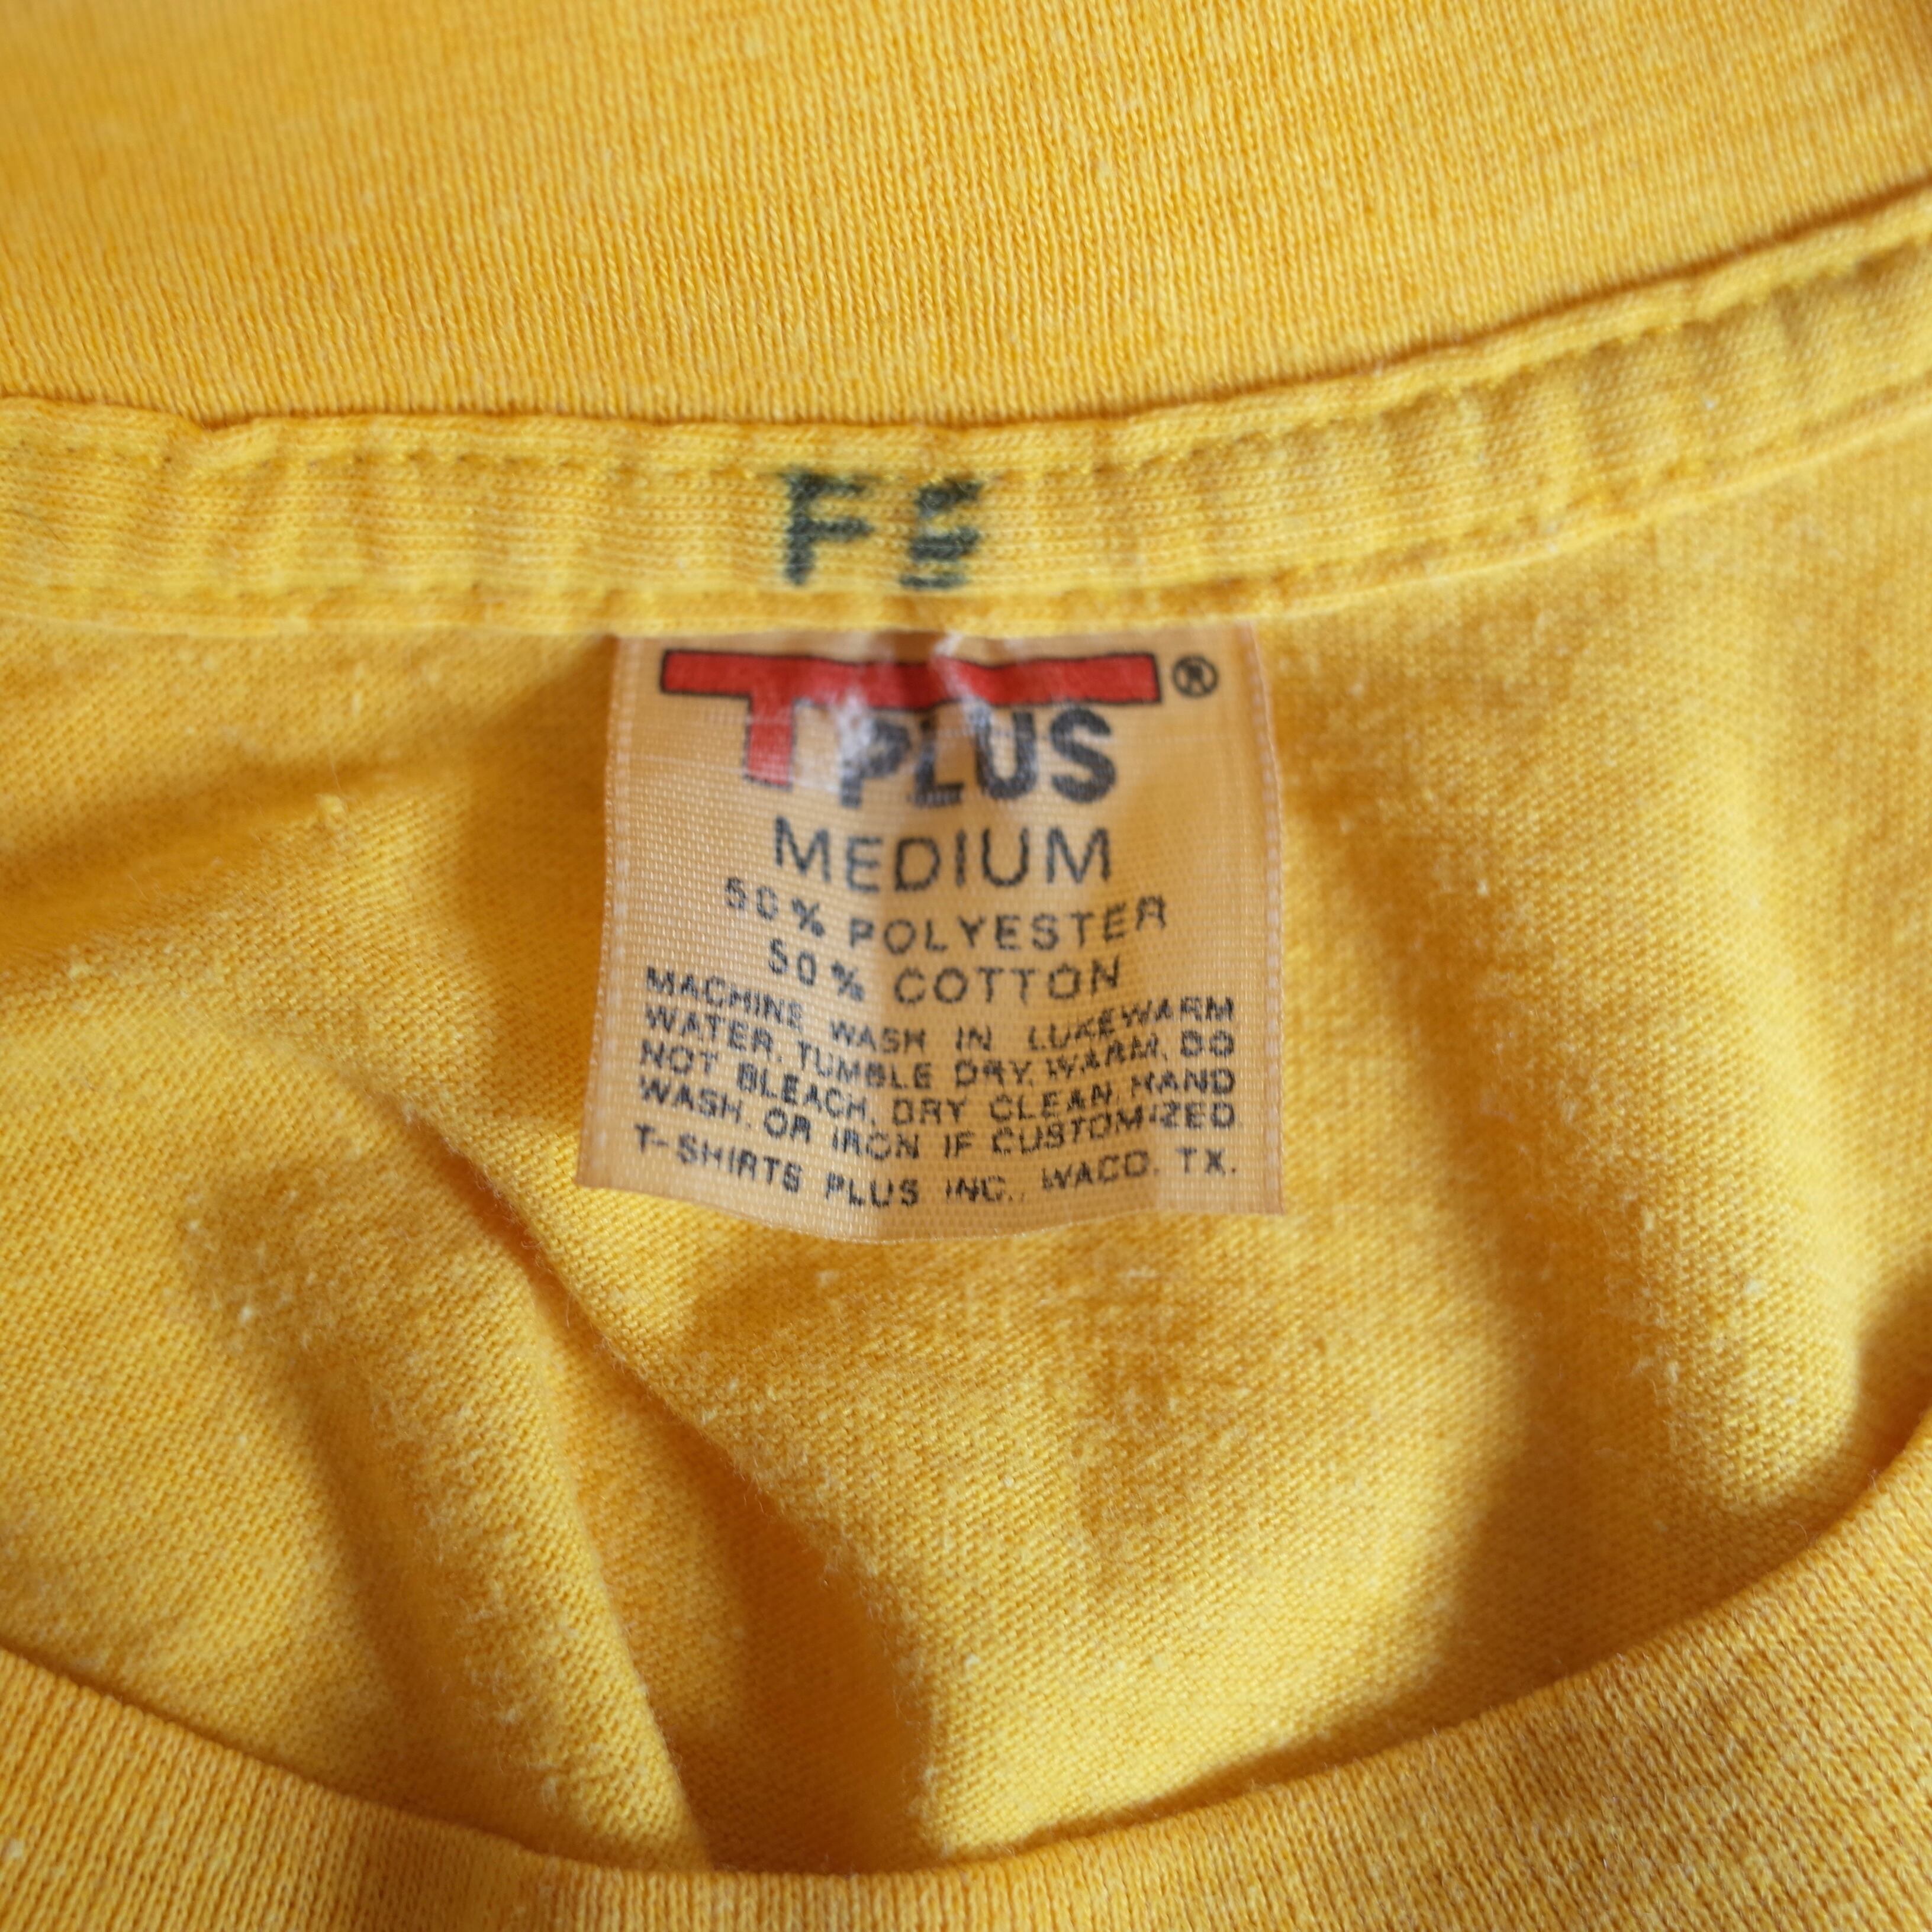 T PLUS ®
MEDIUM
50% POLYESTER
50% COTTON
MACHINE WASH IN LUKEWARM
WATER. TUMBLE DRY, WARM. DO
NOT BLEACH, DRY CLEAN, HAND
WASH, OR IRON IF CUSTOMIZED
T-SHIRTS PLUS INC., WACO, TX.